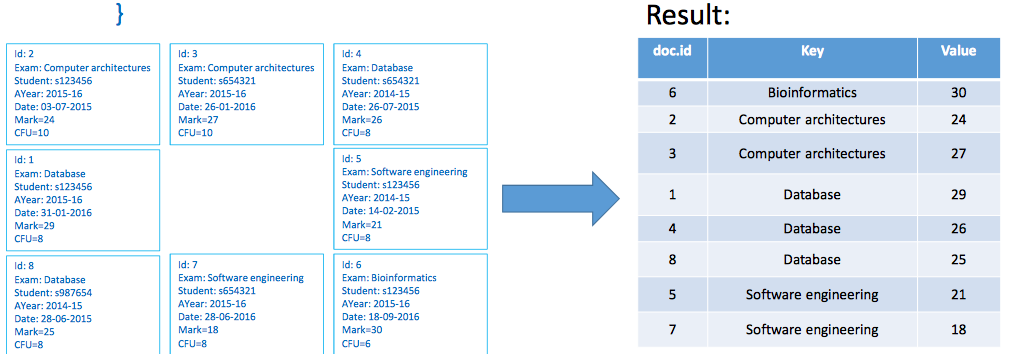 }
Result:
Id: 2
Exam: Computer architectures
Student: s123456
AYear: 2015-16
Date: 03-07-2015
Mark=24
CFU=10
Id: 3
Exam: Computer architectures
Student: s654321
AYear: 2015-16
Date: 26-01-2016
Mark=27
CFU=10
Id: 4
Exam: Database
Student: s654321
AYear: 2014-15
Date: 26-07-2015
Mark=26
CFU=8
Id: 1
Exam: Database
Student: s123456
AYear: 2015-16
Date: 31-01-2016
Mark=29
CFU=8
Id: 5
Exam: Software engineering
Student: s123456
AYear: 2014-15
Date: 14-02-2015
Mark=21
CFU=8
Id: 8
Exam: Database
Student: s987654
AYear: 2014-15
Date: 28-06-2015
Mark=25
CFU=8
Id: 7
Exam: Software engineering
Student: s654321
AYear: 2015-16
Date: 28-06-2016
Mark=18
CFU=8
Id: 6
Exam: Bioinformatics
Student: s123456
AYear: 2015-16
Date: 18-09-2016
Mark=30
CFU=6
doc.id Key Value
6 Bioinformatics 30
2 Computer architectures 24
3 Computer architectures 27
1 Database 29
4 Database 26
8 Database 25
5 Software engineering 21
7 Software engineering 18